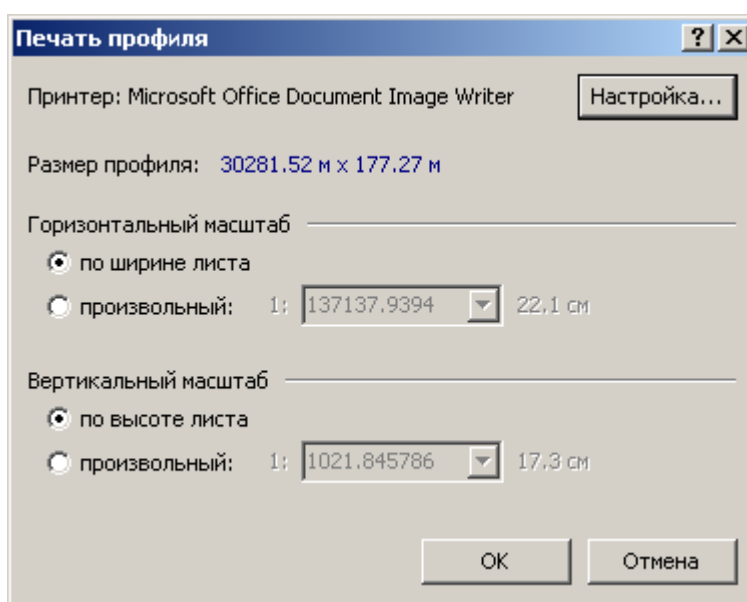 Печать профиля
Принтер: Microsoft Office Document Image Writer Настройка...
Размер профиля: 30281.52 м x 177.27 м
Горизонтальный масштаб
по ширине листа
произвольный: 1: 137137.9394 22.1 см
Вертикальный масштаб
по высоте листа
произвольный: 1: 1021.845786 17.3 см
ОК Отмена